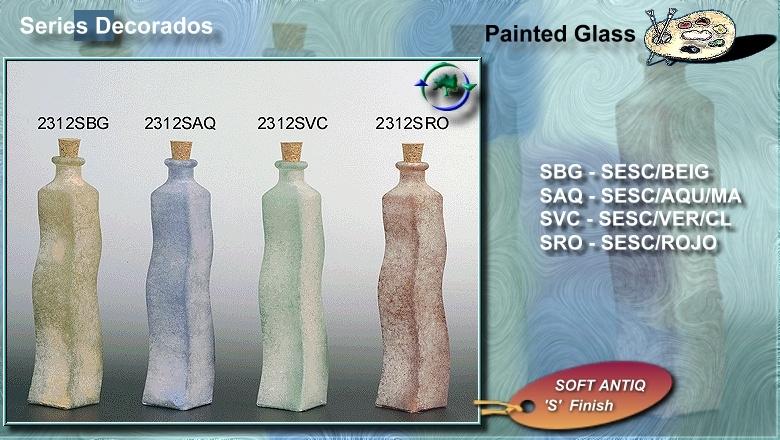 Series Decorados
Painted Glass
2312SBG 2312SAQ 2312SVC 2312SRO
SBG - SESC/BEIG
SAQ - SESC/AQU/MA
SVC - SESC/VER/CL
SRO - SESC/ROJO
SOFT ANTIQ
'S' Finish